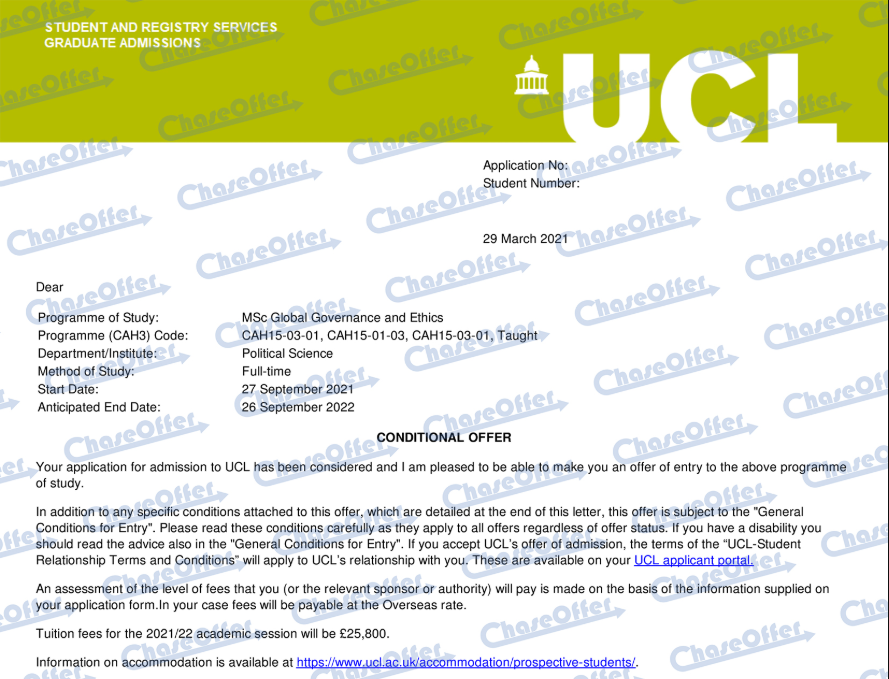 STUDENT AND REGISTRY SERVICES
GRADUATE ADMISSIONS
UCL
Application No:
Student Number:
29 March 2021
Dear
Programme of Study: MSc Global Governance and Ethics
Programme (CAH3) Code: CAH15-03-01, CAH15-01-03, CAH15-03-01, Taught
Department/Institute: Political Science
Method of Study: Full-time
Start Date: 27 September 2021
Anticipated End Date: 26 September 2022
CONDITIONAL OFFER
Your application for admission to UCL has been considered and I am pleased to be able to make you an offer of entry to the above programme
of study.
In addition to any specific conditions attached to this offer, which are detailed at the end of this letter, this offer is subject to the "General
Conditions for Entry". Please read these conditions carefully as they apply to all offers regardless of offer status. If you have a disability you
should read the advice also in the "General Conditions for Entry". If you accept UCL's offer of admission, the terms of the “UCL-Student
Relationship Terms and Conditions” will apply to UCL’s relationship with you. These are available on your UCL applicant portal.
An assessment of the level of fees that you (or the relevant sponsor or authority) will pay is made on the basis of the information supplied on
your application form.In your case fees will be payable at the Overseas rate.
Tuition fees for the 2021/22 academic session will be £25,800.
Information on accommodation is available at https://www.ucl.ac.uk/accommodation/prospective-students/.
ChaseOffer